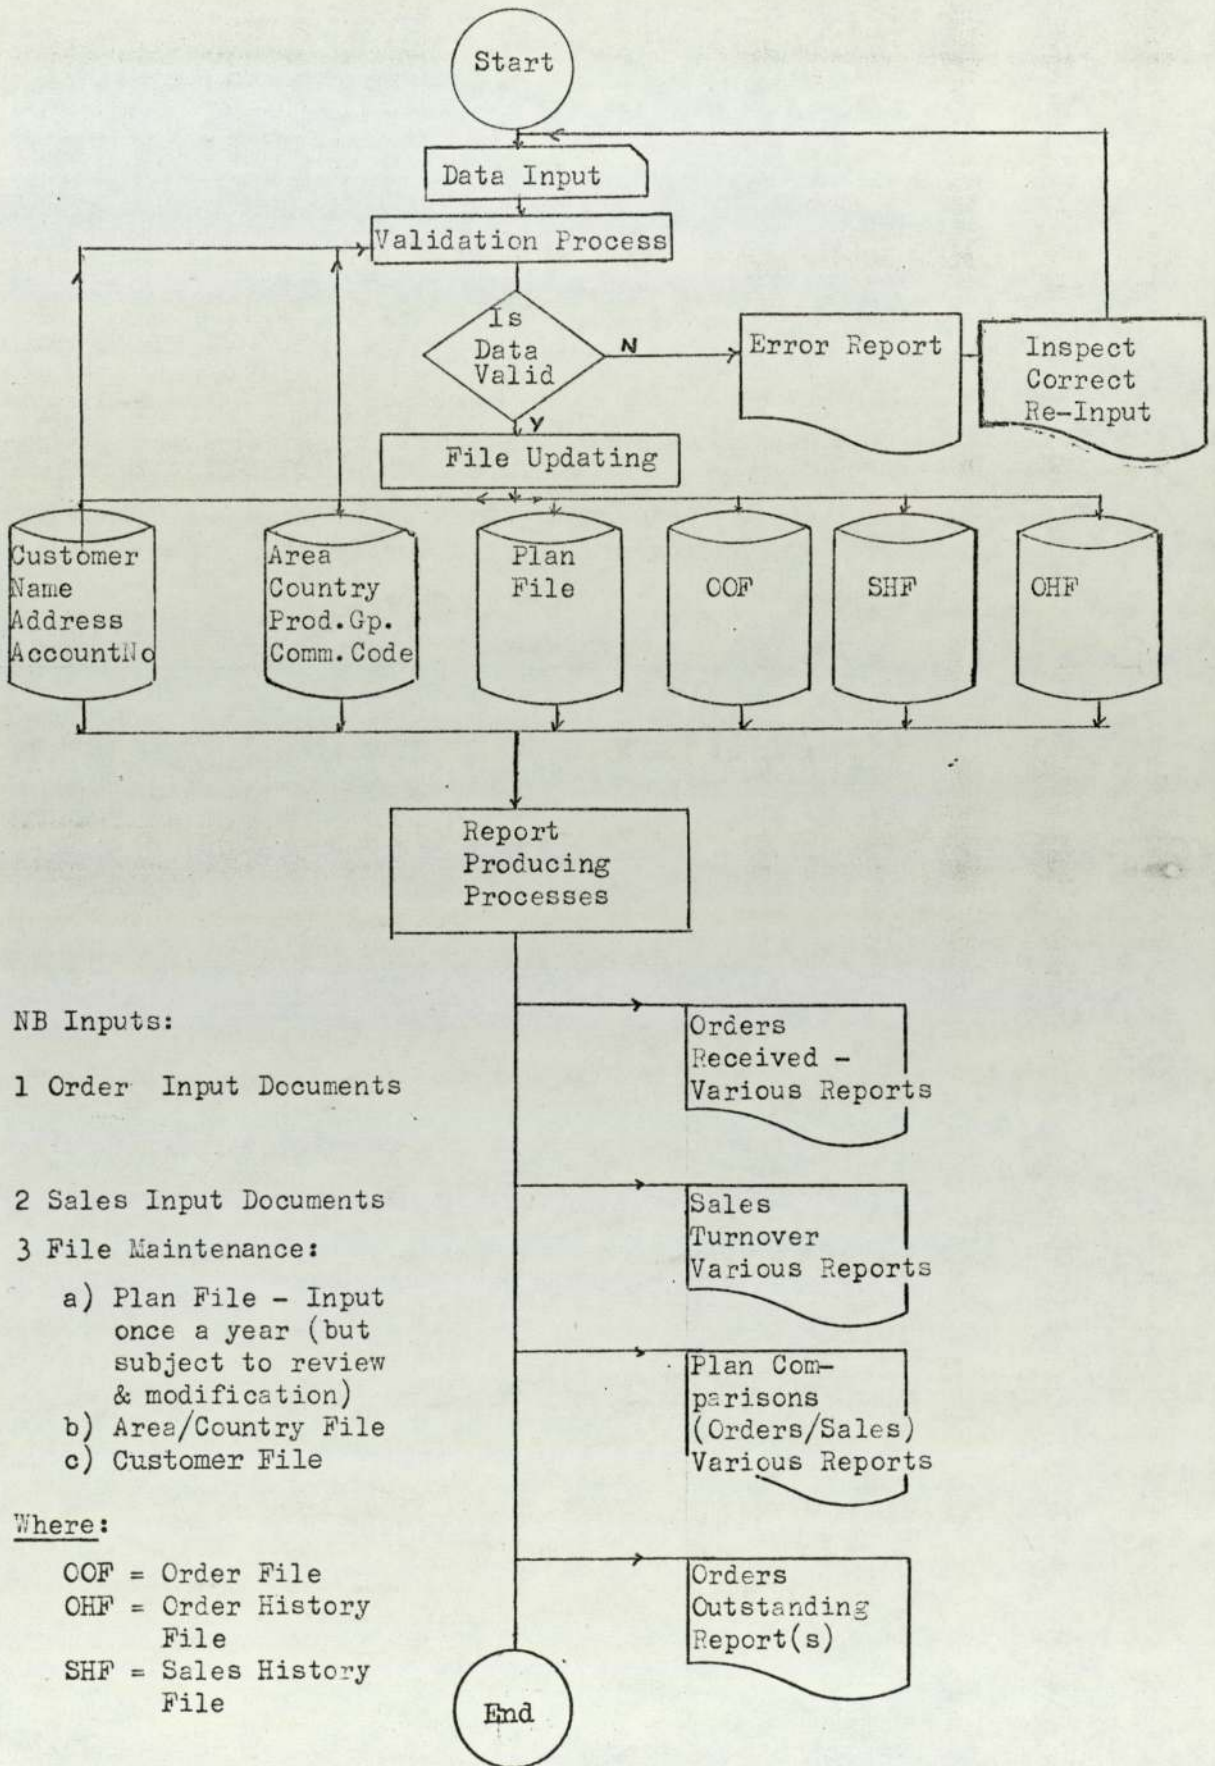 Start
Data Input
Validation Process
Is
Data
Valid
N
Error Report
Inspect
Correct
Re-Input
Y
File Updating
Customer
Name
Address
AccountNo
Area
Country
Prod.Gp.
Comm.Code
Plan
File
OOF
SHF
OHF
Report
Producing
Processes
NB Inputs:
1 Order Input Documents
2 Sales Input Documents
3 File Maintenance:
a) Plan File - Input
once a year (but
subject to review
& modification)
b) Area/Country File
c) Customer File
Where:
OOF = Order File
OHF = Order History
File
SHF = Sales History
File
Orders
Received -
Various Reports
Sales
Turnover
Various Reports
Plan Com-
parisons
(Orders/Sales)
Various Reports
Orders
Outstanding
Report(s)
End